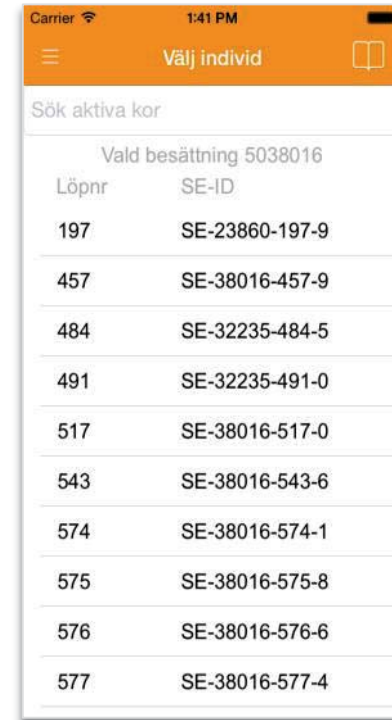 Carrier 1:41 PM
Välj individ
Sök aktiva kor
Vald besättning 5038016
Löpnr SE-ID
197 SE-23860-197-9
457 SE-38016-457-9
484 SE-32235-484-5
491 SE-32235-491-0
517 SE-38016-517-0
543 SE-38016-543-6
574 SE-38016-574-1
575 SE-38016-575-8
576 SE-38016-576-6
577 SE-38016-577-4